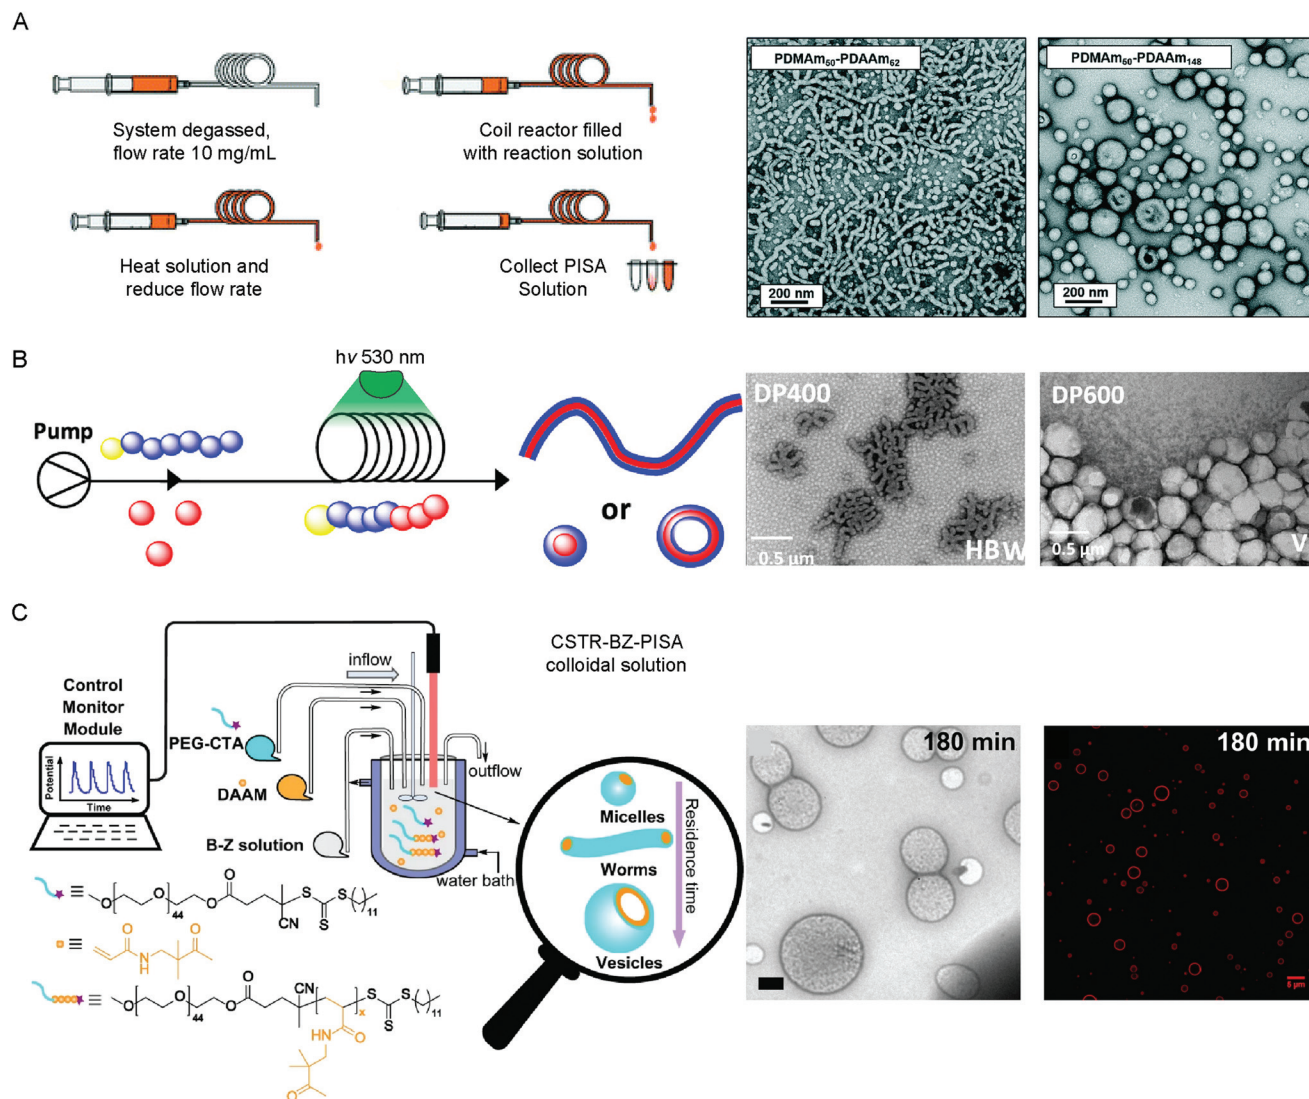 A
System degassed,
flow rate 10 mg/mL
Coil reactor filled
with reaction solution
Heat solution and
reduce flow rate
Collect PISA
Solution
PDMAm₅₀-PDAAm₆₂
200 nm
PDMAm₆₀-PDAAm₁₄₈
200 nm
B
Pump
hv 530 nm
or
DP400
0.5 µm
HBW
DP600
0.5 µm
V
C
CSTR-BZ-PISA
colloidal solution
Control
Monitor
Module
Potential
Time
inflow
PEG-CTA
DAAM
B-Z solution
outflow
water bath
Micelles
Worms
Vesicles
Residence time
180 min
180 min
5 µm
≡
O
O
44
O
O
CN
S
S
S
11
≡
O
N
H
O
≡
O
O
44
O
O
CN
x
S
S
S
11
HN
O
O